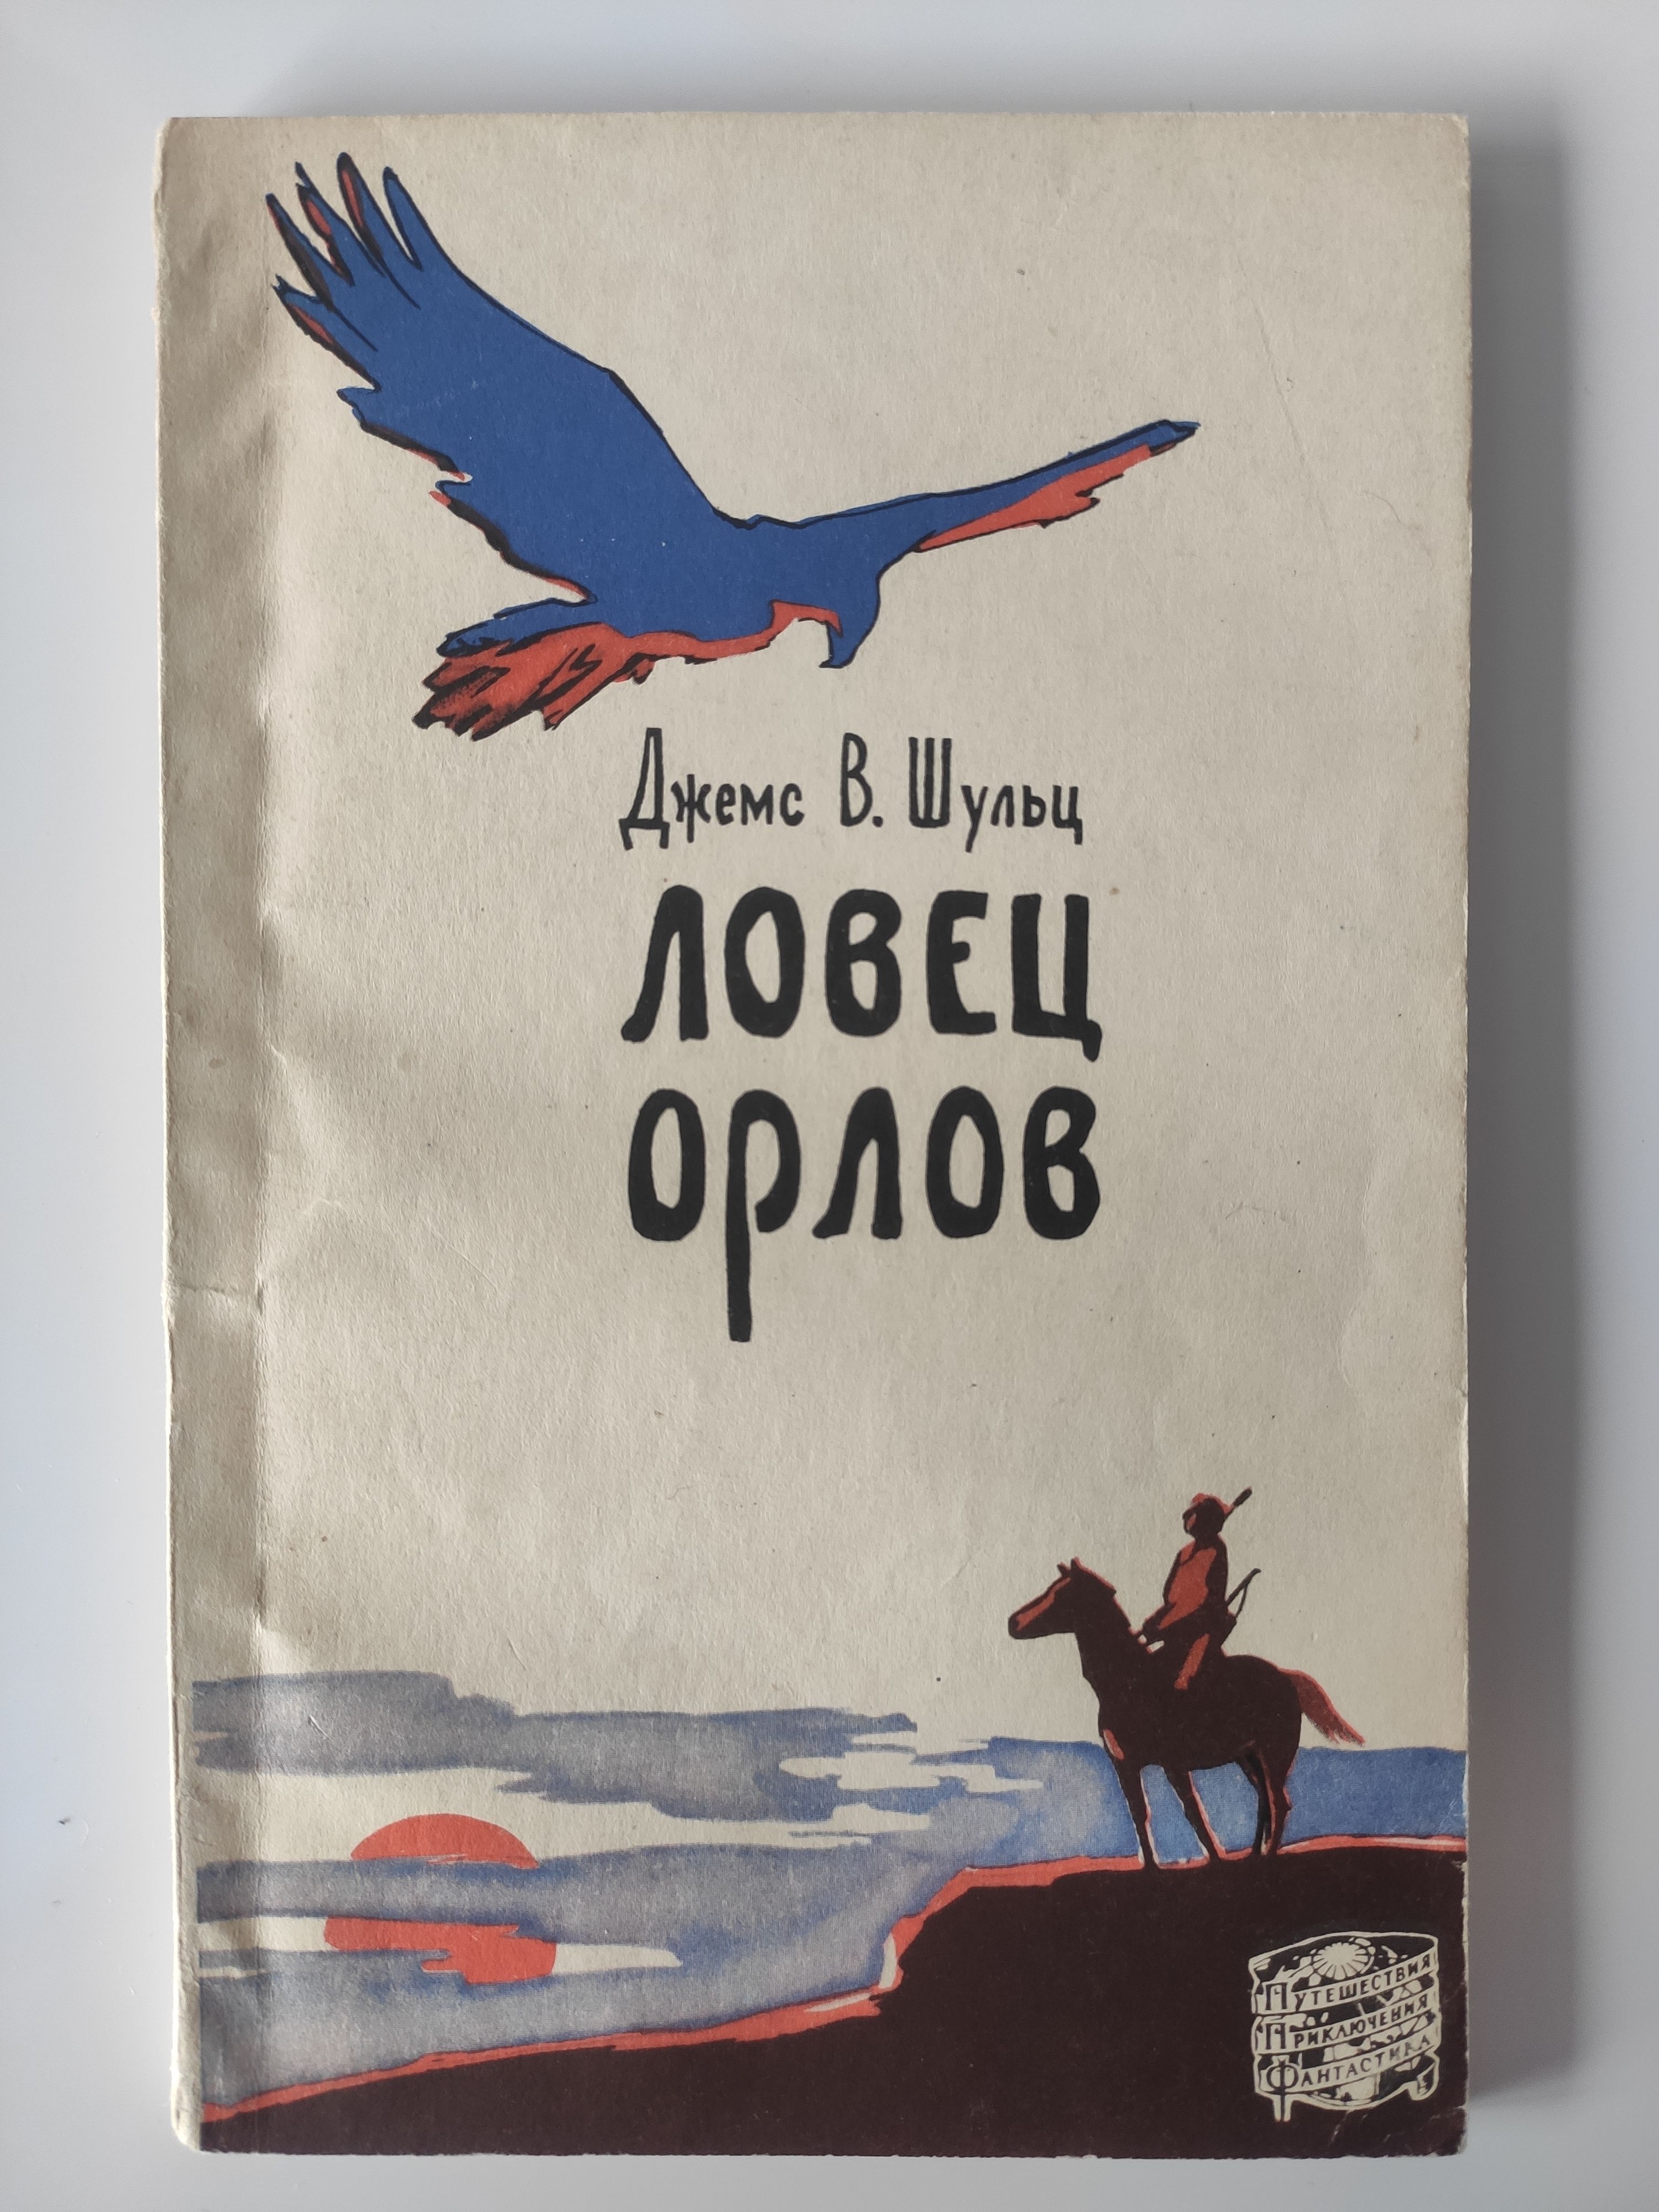 Джемс В. Шульц
ЛОВЕЦ
ОРЛОВ
ПУТЕШЕСТВИЯ
ПРИКЛЮЧЕНИЯ
ФАНТАСТИКА